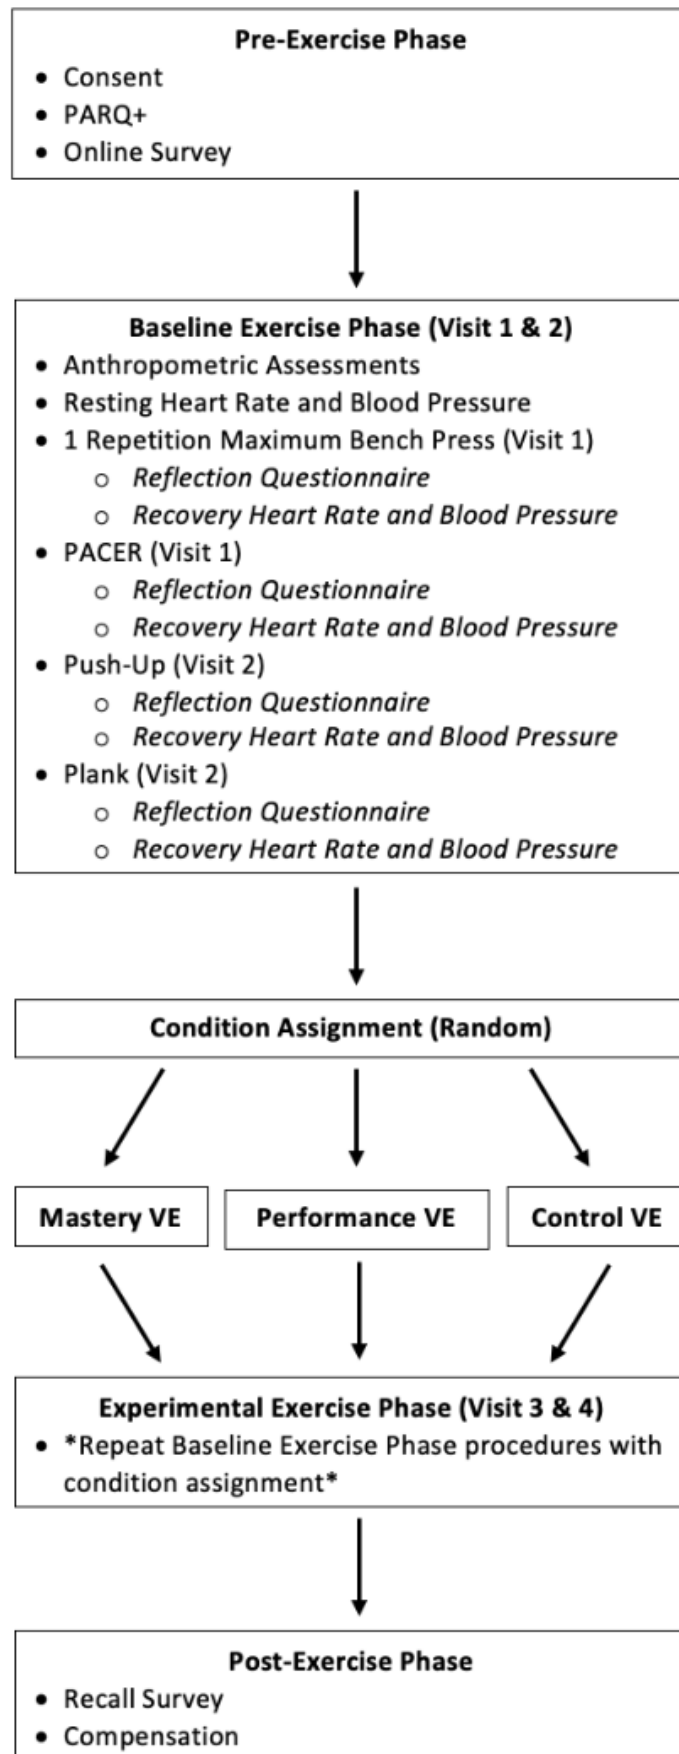 Pre-Exercise Phase
• Consent
• PARQ+
• Online Survey
Baseline Exercise Phase (Visit 1 & 2)
• Anthropometric Assessments
• Resting Heart Rate and Blood Pressure
• 1 Repetition Maximum Bench Press (Visit 1)
o Reflection Questionnaire
o Recovery Heart Rate and Blood Pressure
• PACER (Visit 1)
o Reflection Questionnaire
o Recovery Heart Rate and Blood Pressure
• Push-Up (Visit 2)
o Reflection Questionnaire
o Recovery Heart Rate and Blood Pressure
• Plank (Visit 2)
o Reflection Questionnaire
o Recovery Heart Rate and Blood Pressure
Condition Assignment (Random)
Mastery VE
Performance VE
Control VE
Experimental Exercise Phase (Visit 3 & 4)
• *Repeat Baseline Exercise Phase procedures with
condition assignment*
Post-Exercise Phase
• Recall Survey
• Compensation